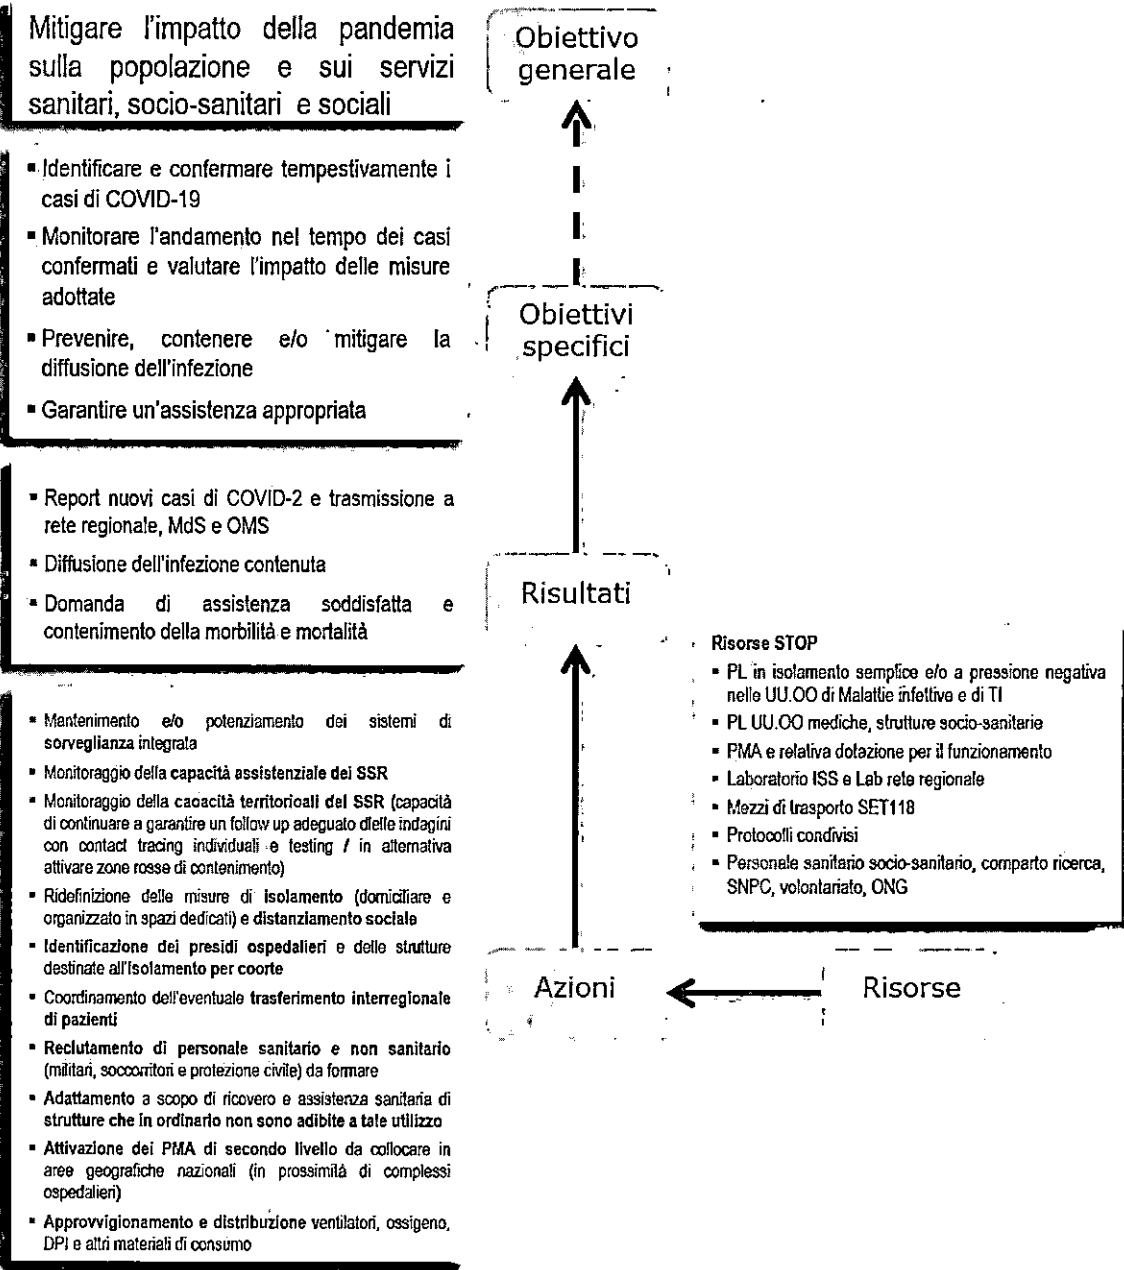 Mitigare l'impatto della pandemia
sulla popolazione e sui servizi
sanitari, socio-sanitari e sociali
Obiettivo
generale
▪ Identificare e confermare tempestivamente i
casi di COVID-19
▪ Monitorare l'andamento nel tempo dei casi
confermati e valutare l'impatto delle misure
adottate
▪ Prevenire, contenere e/o mitigare la
diffusione dell'infezione
▪ Garantire un'assistenza appropriata
Obiettivi
specifici
▪ Report nuovi casi di COVID-2 e trasmissione a
rete regionale, MdS e OMS
▪ Diffusione dell'infezione contenuta
▪ Domanda di assistenza soddisfatta e
contenimento della morbilità e mortalità
Risultati
▪ Mantenimento e/o potenziamento dei sistemi di
sorveglianza integrata
▪ Monitoraggio della capacità assistenziale dei SSR
▪ Monitoraggio della caoacità territorioali del SSR (capacità
di continuare a garantire un follow up adeguato dlelle indagini
con contact tracing individuali e testing / in alternativa
attivare zone rosse di contenimento)
▪ Ridefinizione delle misure di isolamento (domiciliare e
organizzato in spazi dedicati) e distanziamento sociale
▪ Identificazione dei presidi ospedalieri e delle strutture
destinate all'isolamento per coorte
▪ Coordinamento dell'eventuale trasferimento interregionale
di pazienti
▪ Reclutamento di personale sanitario e non sanitario
(militari, soccorritori e protezione civile) da formare
▪ Adattamento a scopo di ricovero e assistenza sanitaria di
strutture che in ordinario non sono adibite a tale utilizzo
▪ Attivazione dei PMA di secondo livello da collocare in
aree geografiche nazionali (in prossimità di complessi
ospedalieri)
▪ Approvvigionamento e distribuzione ventilatori, ossigeno,
DPI e altri materiali di consumo
Azioni
Risorse STOP
▪ PL in isolamento semplice e/o a pressione negativa
nelle UU.OO di Malattie infettive e di TI
▪ PL UU.OO mediche, strutture socio-sanitarie
▪ PMA e relativa dotazione per il funzionamento
▪ Laboratorio ISS e Lab rete regionale
▪ Mezzi di trasporto SET118
▪ Protocolli condivisi
▪ Personale sanitario socio-sanitario, comparto ricerca,
SNPC, volontariato, ONG
Risorse